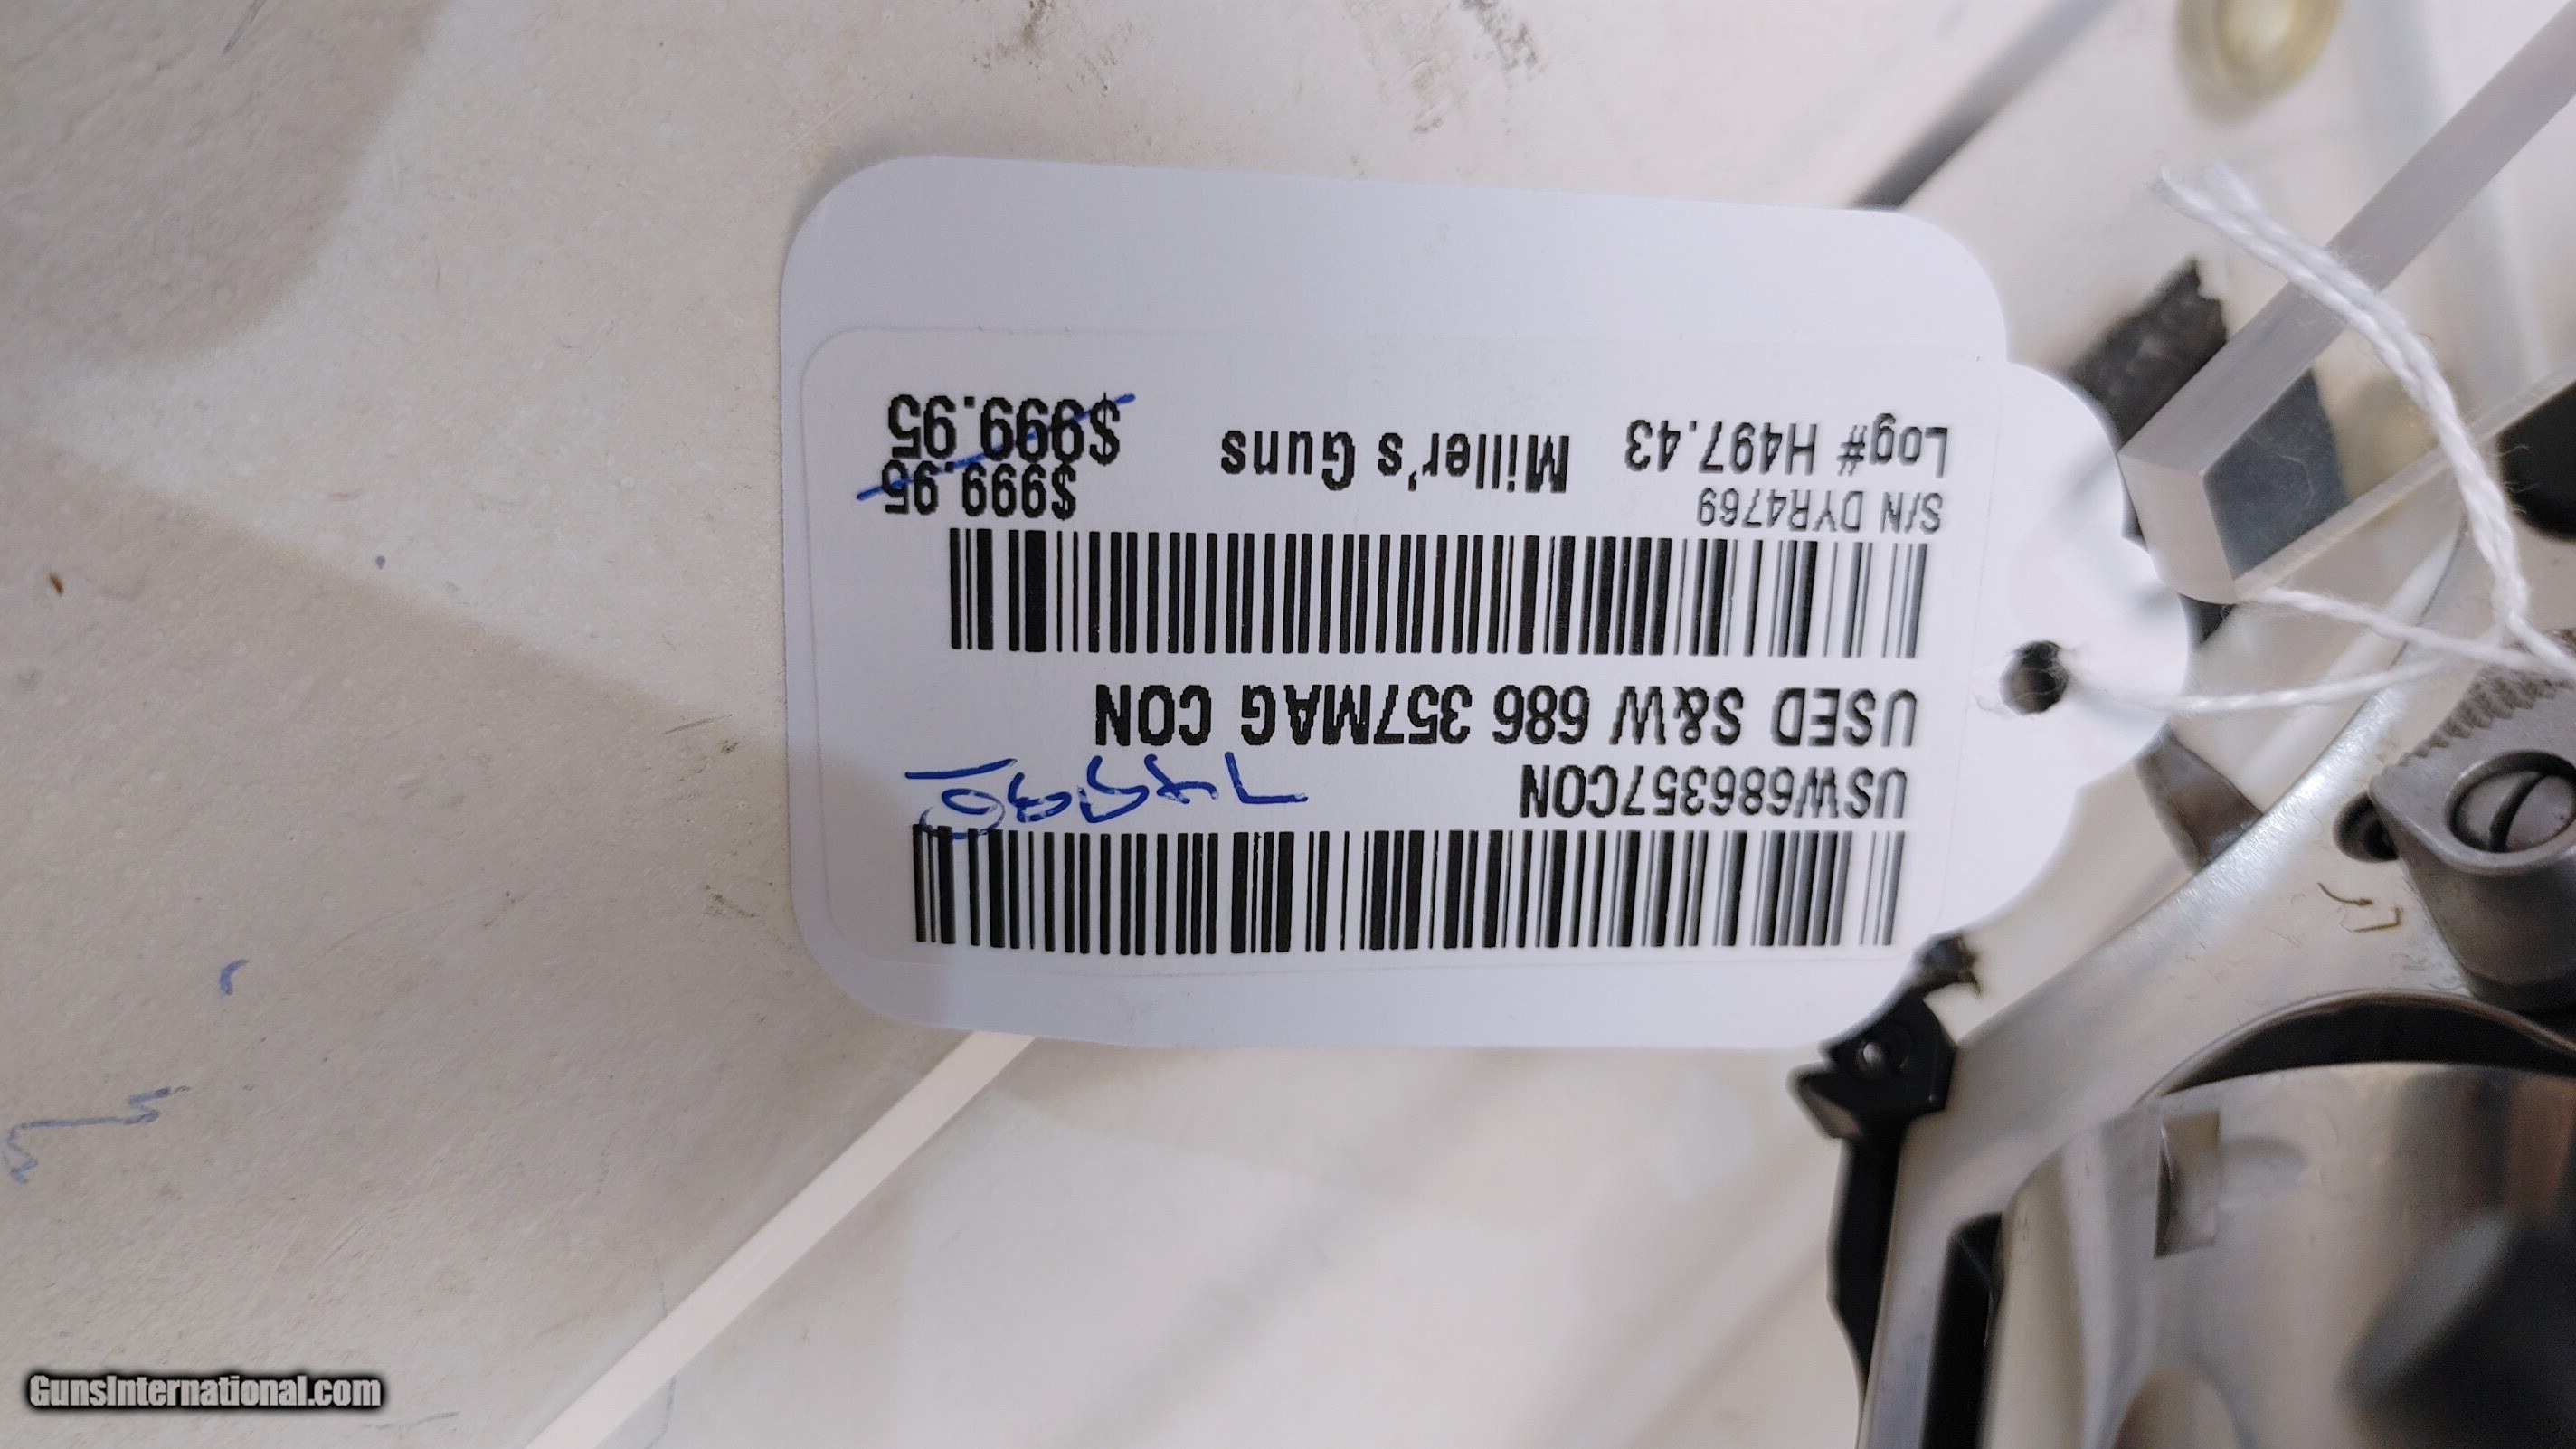 Log# H497.43 Miller's Guns $999.95
S/N DYR4769 $999.95
USED S&W 686 357MAG CON
USW686357CON
GunsInternational.com